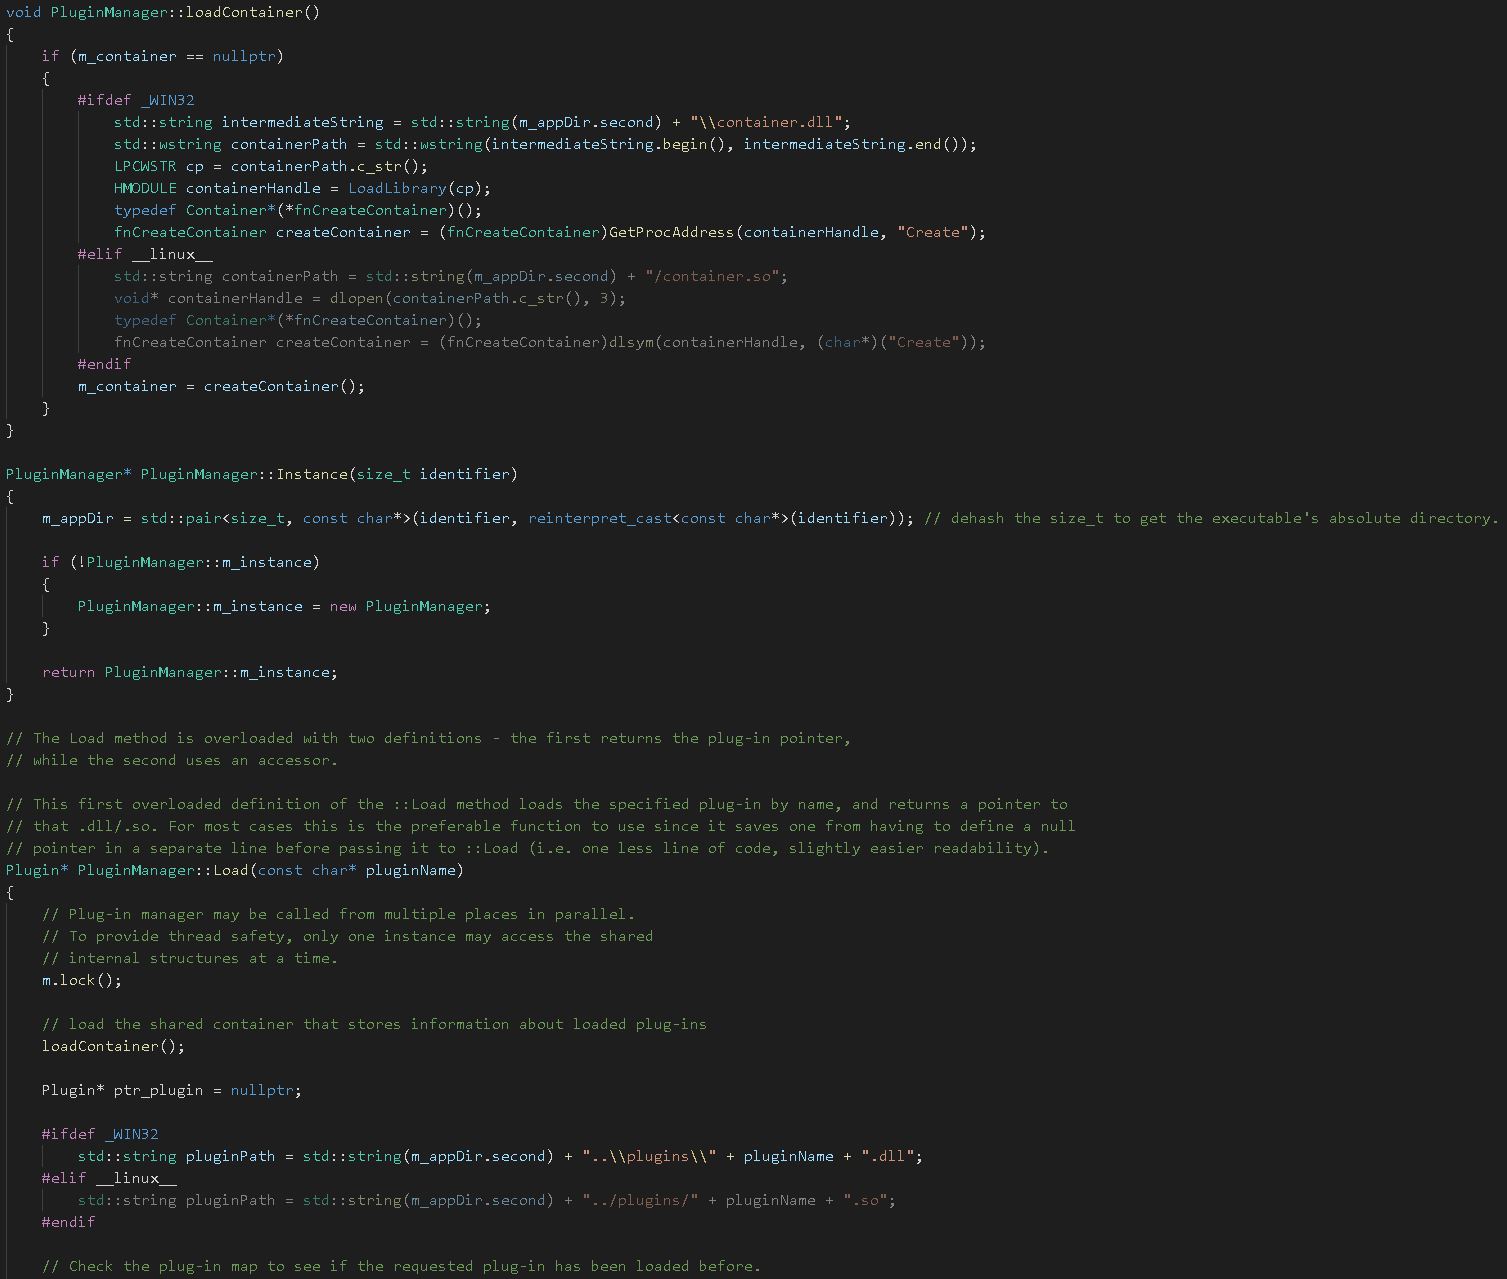 void PluginManager::loadContainer()
{
    if (m_container == nullptr)
    {
        #ifdef _WIN32
            std::string intermediateString = std::string(m_appDir.second) + "\\container.dll";
            std::wstring containerPath = std::wstring(intermediateString.begin(), intermediateString.end());
            LPCWSTR cp = containerPath.c_str();
            HMODULE containerHandle = LoadLibrary(cp);
            typedef Container*(*fnCreateContainer)();
            fnCreateContainer createContainer = (fnCreateContainer)GetProcAddress(containerHandle, "Create");
        #elif __linux__
            std::string containerPath = std::string(m_appDir.second) + "/container.so";
            void* containerHandle = dlopen(containerPath.c_str(), 3);
            typedef Container*(*fnCreateContainer)();
            fnCreateContainer createContainer = (fnCreateContainer)dlsym(containerHandle, (char*)("Create"));
        #endif
        m_container = createContainer();
    }
}

PluginManager* PluginManager::Instance(size_t identifier)
{
    m_appDir = std::pair<size_t, const char*>(identifier, reinterpret_cast<const char*>(identifier)); // dehash the size_t to get the executable's absolute directory.

    if (!PluginManager::m_instance)
    {
        PluginManager::m_instance = new PluginManager;
    }

    return PluginManager::m_instance;
}

// The Load method is overloaded with two definitions - the first returns the plug-in pointer,
// while the second uses an accessor.

// This first overloaded definition of the ::Load method loads the specified plug-in by name, and returns a pointer to
// that .dll/.so. For most cases this is the preferable function to use since it saves one from having to define a null
// pointer in a separate line before passing it to ::Load (i.e. one less line of code, slightly easier readability).
Plugin* PluginManager::Load(const char* pluginName)
{
    // Plug-in manager may be called from multiple places in parallel.
    // To provide thread safety, only one instance may access the shared
    // internal structures at a time.
    m.lock();

    // load the shared container that stores information about loaded plug-ins
    loadContainer();

    Plugin* ptr_plugin = nullptr;

    #ifdef _WIN32
        std::string pluginPath = std::string(m_appDir.second) + "..\\plugins\\" + pluginName + ".dll";
    #elif __linux__
        std::string pluginPath = std::string(m_appDir.second) + "../plugins/" + pluginName + ".so";
    #endif

    // Check the plug-in map to see if the requested plug-in has been loaded before.